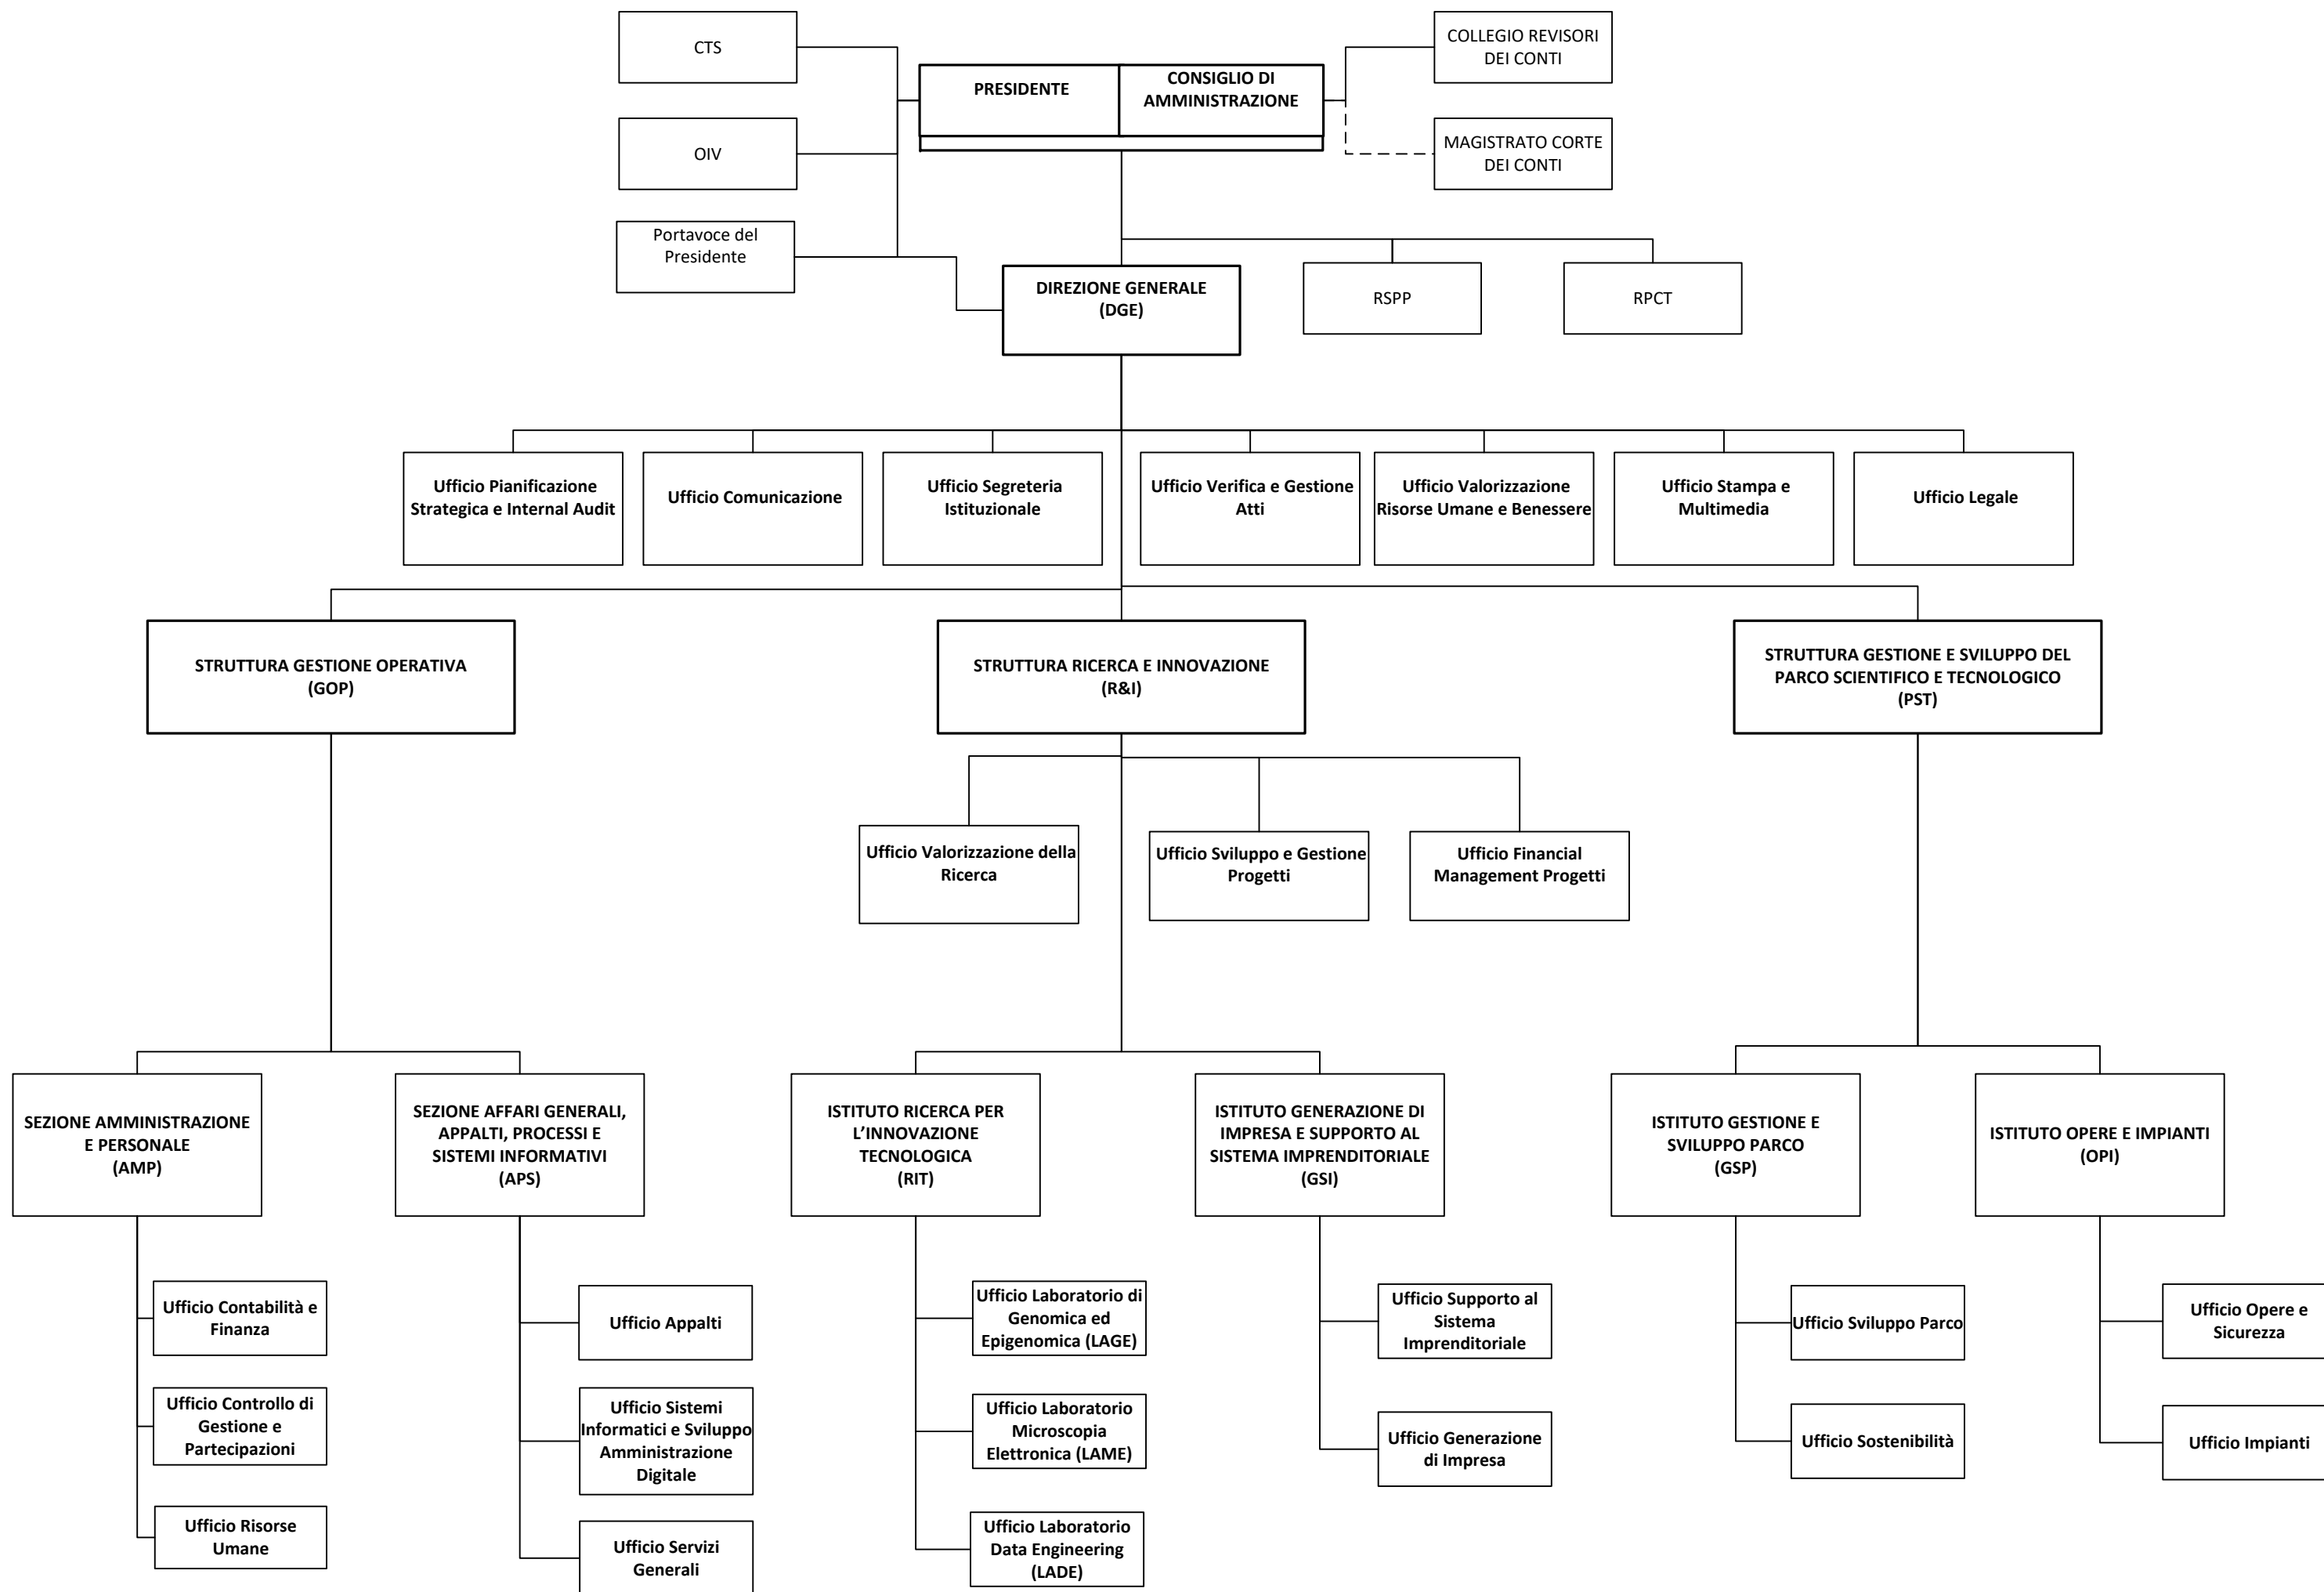 CTS
COLLEGIO REVISORI
DEI CONTI
PRESIDENTE
CONSIGLIO DI
AMMINISTRAZIONE
OIV
MAGISTRATO CORTE
DEI CONTI
Portavoce del
Presidente
DIREZIONE GENERALE
(DGE)
RSPP
RPCT
Ufficio Pianificazione
Strategica e Internal Audit
Ufficio Comunicazione
Ufficio Segreteria
Istituzionale
Ufficio Verifica e Gestione
Atti
Ufficio Valorizzazione
Risorse Umane e Benessere
Ufficio Stampa e
Multimedia
Ufficio Legale
STRUTTURA GESTIONE OPERATIVA
(GOP)
STRUTTURA RICERCA E INNOVAZIONE
(R&I)
STRUTTURA GESTIONE E SVILUPPO DEL
PARCO SCIENTIFICO E TECNOLOGICO
(PST)
Ufficio Valorizzazione della
Ricerca
Ufficio Sviluppo e Gestione
Progetti
Ufficio Financial
Management Progetti
SEZIONE AMMINISTRAZIONE
E PERSONALE
(AMP)
SEZIONE AFFARI GENERALI,
APPALTI, PROCESSI E
SISTEMI INFORMATIVI
(APS)
ISTITUTO RICERCA PER
L’INNOVAZIONE
TECNOLOGICA
(RIT)
ISTITUTO GENERAZIONE DI
IMPRESA E SUPPORTO AL
SISTEMA IMPRENDITORIALE
(GSI)
ISTITUTO GESTIONE E
SVILUPPO PARCO
(GSP)
ISTITUTO OPERE E IMPIANTI
(OPI)
Ufficio Contabilità e
Finanza
Ufficio Controllo di
Gestione e
Partecipazioni
Ufficio Risorse
Umane
Ufficio Appalti
Ufficio Sistemi
Informatici e Sviluppo
Amministrazione
Digitale
Ufficio Servizi
Generali
Ufficio Laboratorio di
Genomica ed
Epigenomica (LAGE)
Ufficio Laboratorio
Microscopia
Elettronica (LAME)
Ufficio Laboratorio
Data Engineering
(LADE)
Ufficio Supporto al
Sistema
Imprenditoriale
Ufficio Generazione
di Impresa
Ufficio Sviluppo Parco
Ufficio Sostenibilità
Ufficio Opere e
Sicurezza
Ufficio Impianti